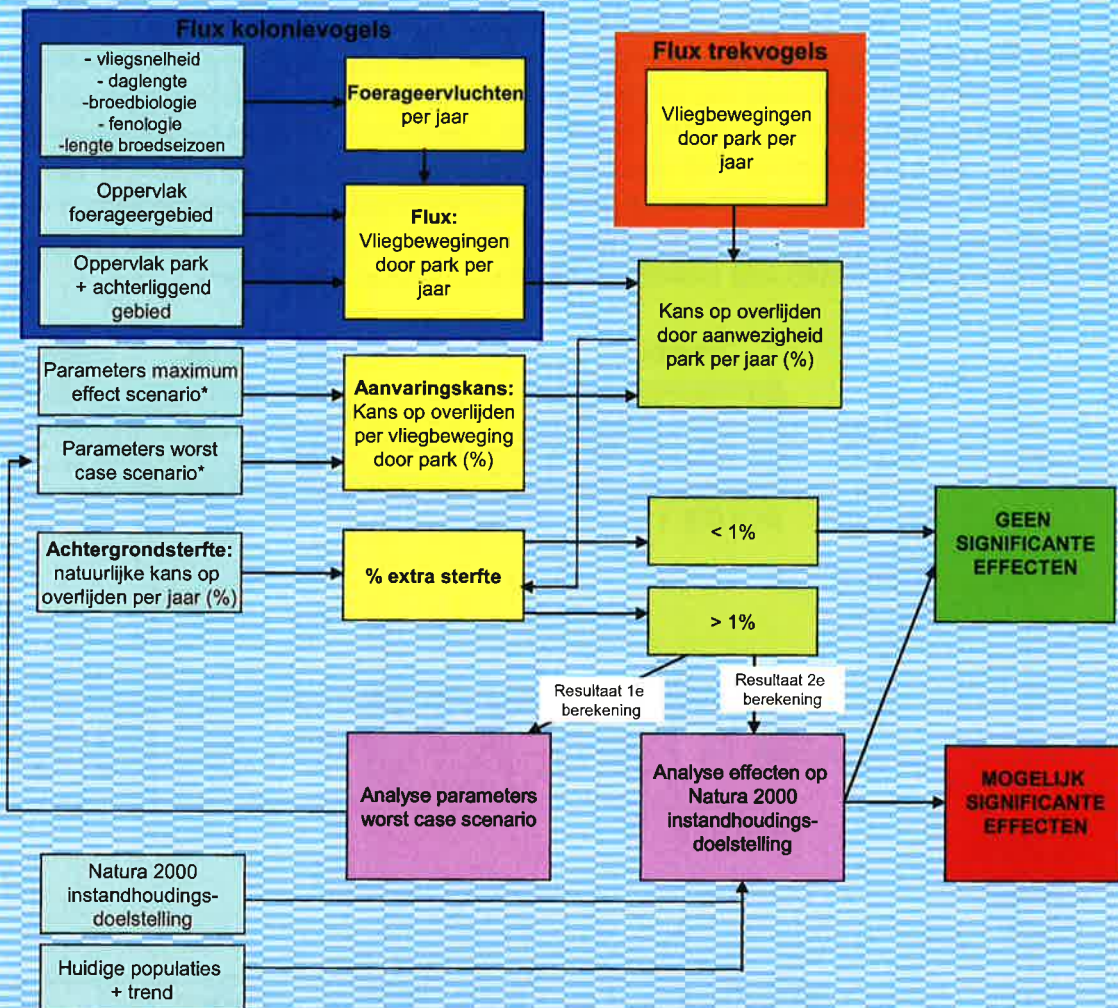 Flux kolonievogels
- vliegsnelheid
- daglengte
-broedbiologie
- fenologie
-lengte broedseizoen
Foerageervluchten
per jaar
Oppervlak
foerageergebied
Flux:
Vliegbewegingen
door park per
jaar
Oppervlak park
+ achterliggend
gebied
Flux trekvogels
Vliegbewegingen
door park per
jaar
Kans op overlijden
door aanwezigheid
park per jaar (%)
Parameters maximum
effect scenario*
Parameters worst
case scenario*
Aanvaringskans:
Kans op overlijden
per vliegbeweging
door park (%)
Achtergrondsterfte:
natuurlijke kans op
overlijden per jaar (%)
% extra sterfte
< 1%
> 1%
GEEN
SIGNIFICANTE
EFFECTEN
Resultaat 1e
berekening
Resultaat 2e
berekening
Analyse parameters
worst case scenario
Analyse effecten op
Natura 2000
instandhoudings-
doelstelling
MOGELIJK
SIGNIFICANTE
EFFECTEN
Natura 2000
instandhoudings-
doelstelling
Huidige populaties
+ trend